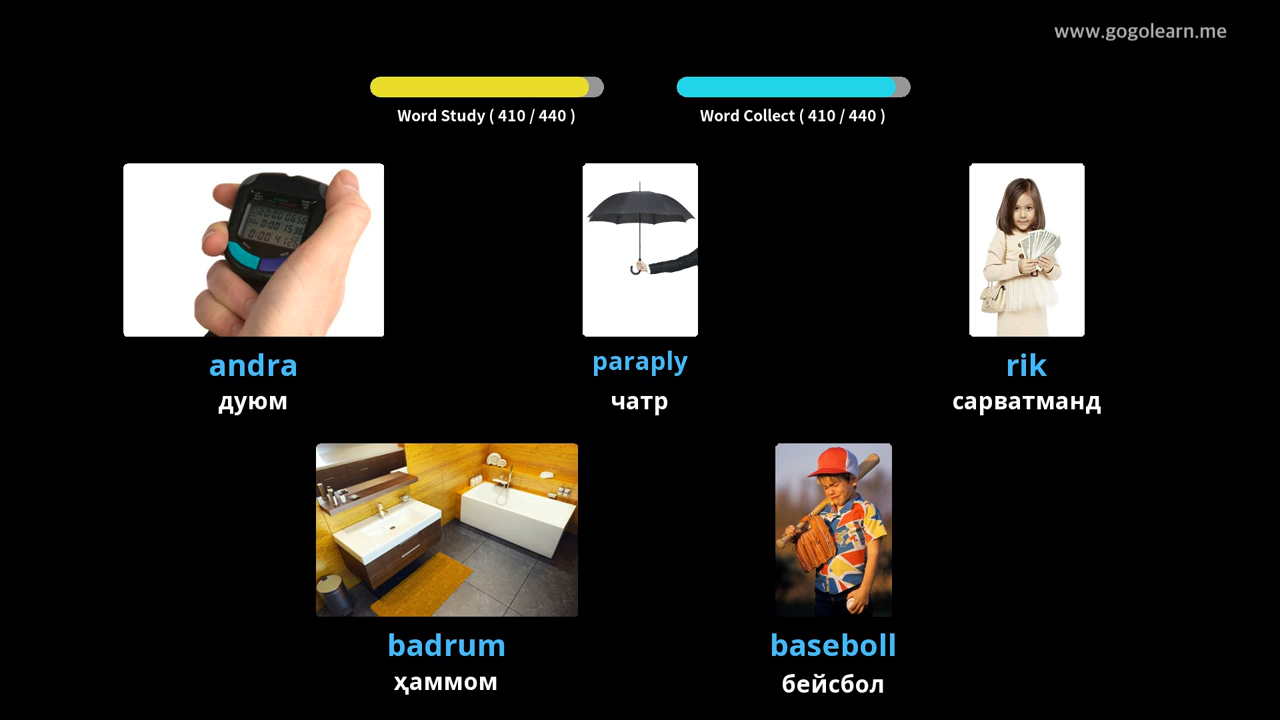 www.gogolearn.me
Word Study ( 410 / 440 )
Word Collect ( 410 / 440 )
andra
дуюм
paraply
чатр
rik
сарватманд
badrum
ҳаммом
baseboll
бейсбол